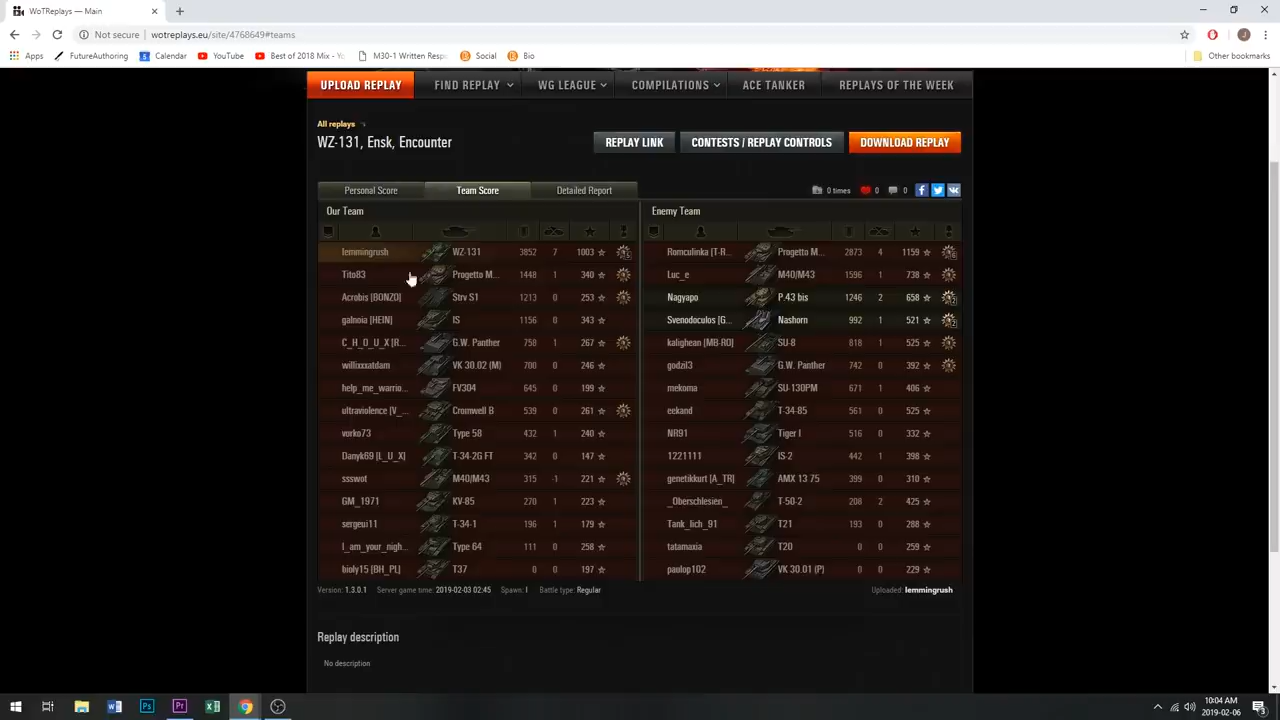 WoTReplays — Main
Not secure | wotreplays.eu/site/4768649#teams
Apps FutureAuthoring Calendar YouTube Best of 2018 Mix - Yo M30-1 Written Resp Social Bio Other bookmarks
UPLOAD REPLAY FIND REPLAY WG LEAGUE COMPILATIONS ACE TANKER REPLAYS OF THE WEEK
All replays
WZ-131, Ensk, Encounter REPLAY LINK CONTESTS / REPLAY CONTROLS DOWNLOAD REPLAY
Personal Score Team Score Detailed Report 0 times 0 0
Our Team Enemy Team
lemmingrush WZ-131 3852 7 1003 Romculinka [T-R... Progetto M... 2873 4 1159
Tito83 Progetto M... 1448 1 340 Luc_e M40/M43 1596 1 738
Acrobis [BONZO] Strv S1 1213 0 253 Nagyapo P.43 bis 1246 2 658
galnoia [HEIN] IS 1156 0 343 Svenodoculos [G... Nashorn 992 1 521
C_H_O_U_X [R... G.W. Panther 758 1 267 kalighean [MB-RO] SU-8 818 1 525
willixxxatdam VK 30.02 (M) 700 0 246 godzil3 G.W. Panther 742 0 392
help_me_warrio... FV304 645 0 199 mekoma SU-130PM 671 1 406
ultraviolence [V_... Cromwell B 539 0 261 eekand T-34-85 561 0 525
vorko73 Type 58 432 1 240 NR91 Tiger I 516 0 332
Danyk69 [L_U_X] T-34-2G FT 342 0 147 1221111 IS-2 442 1 398
ssswot M40/M43 315 -1 221 genetikkurt [A_TR] AMX 13 75 399 0 310
GM_1971 KV-85 270 1 223 _Oberschlesien_ T-50-2 208 2 425
sergeui11 T-34-1 196 1 179 Tank_lich_91 T21 193 0 288
I_am_your_nigh... Type 64 111 0 258 tatamaxia T20 0 0 259
bioly15 [BH_PL] T37 0 0 197 paulop102 VK 30.01 (P) 0 0 229
Version: 1.3.0.1 Server game time: 2019-02-03 02:45 Spawn: I Battle type: Regular Uploaded: lemmingrush
Replay description
No description
10:04 AM
2019-02-06